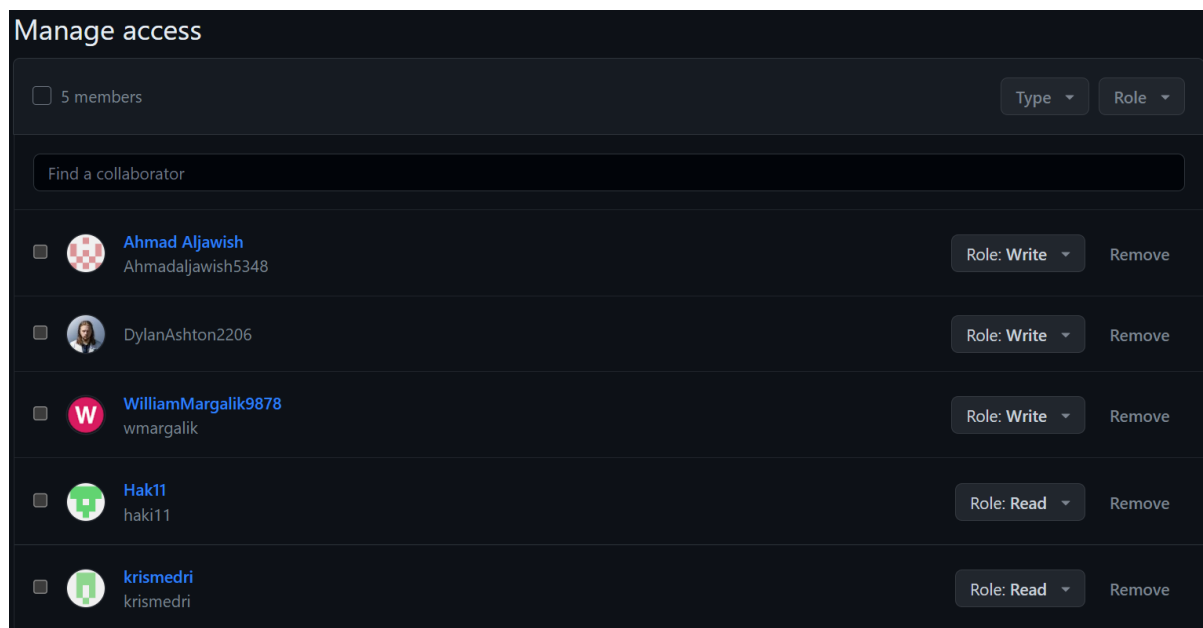 Manage access
5 members
Type
Role
Find a collaborator
Ahmad Aljawish
Ahmadaljawish5348
Role: Write
Remove
DylanAshton2206
Role: Write
Remove
W
WilliamMargalik9878
wmargalik
Role: Write
Remove
Hak11
haki11
Role: Read
Remove
krismedri
krismedri
Role: Read
Remove